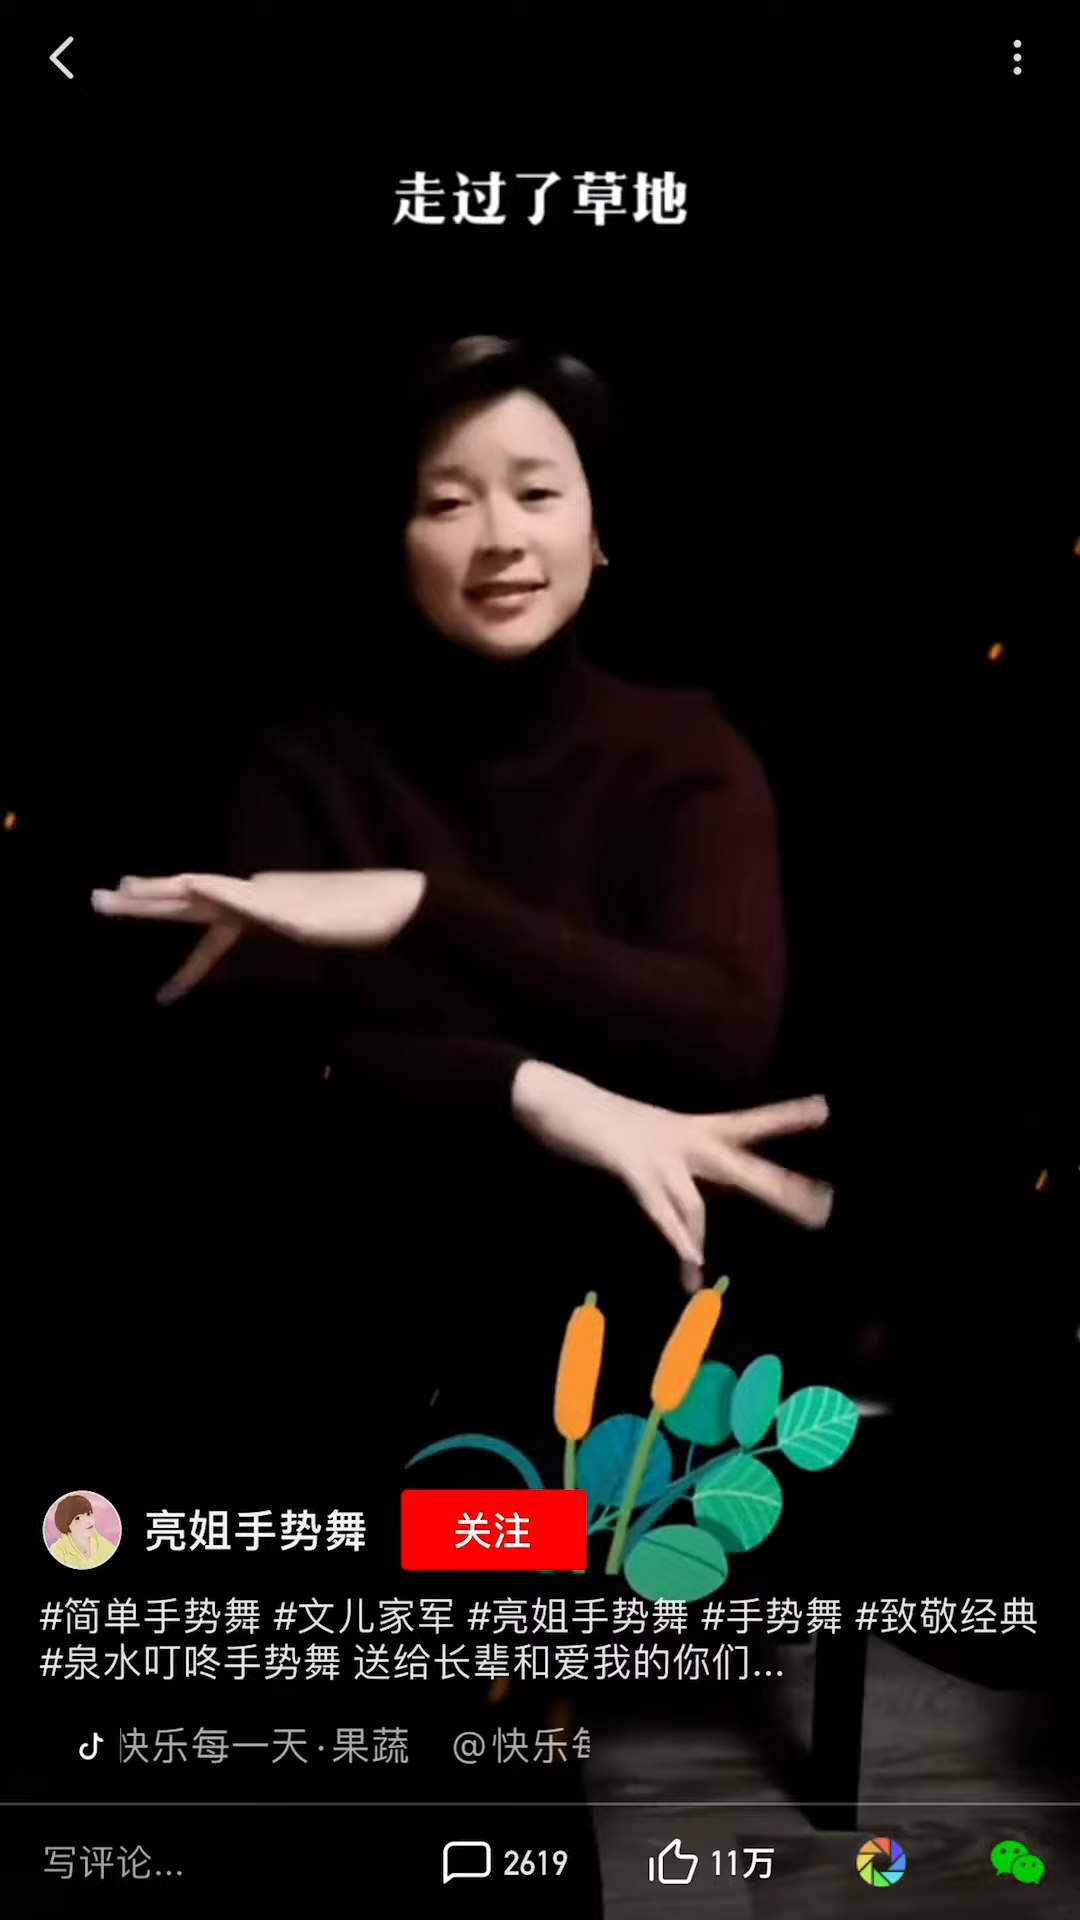 走过了草地
亮姐手势舞
关注
#简单手势舞 #文儿家军 #亮姐手势舞 #手势舞 #致敬经典
#泉水叮咚手势舞 送给长辈和爱我的你们...
快乐每一天·果蔬 @快乐每
写评论...
2619
11万